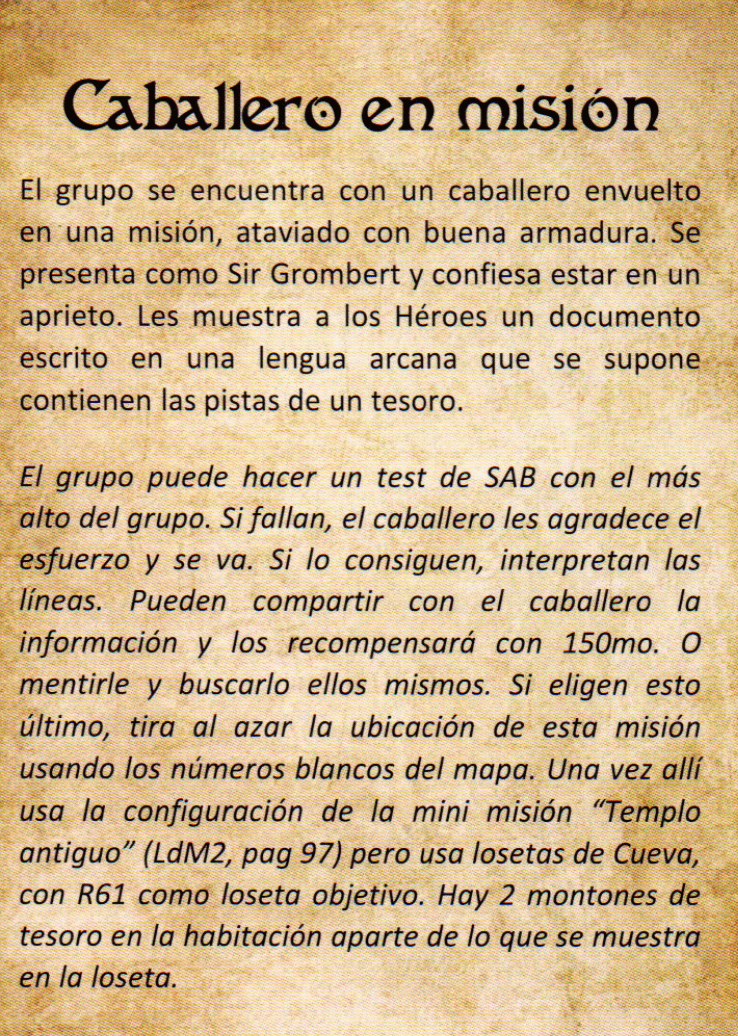 Caballero en misión
El grupo se encuentra con un caballero envuelto
en una misión, ataviado con buena armadura. Se
presenta como Sir Grombert y confiesa estar en un
aprieto. Les muestra a los Héroes un documento
escrito en una lengua arcana que se supone
contienen las pistas de un tesoro.
El grupo puede hacer un test de SAB con el más
alto del grupo. Si fallan, el caballero les agradece el
esfuerzo y se va. Si lo consiguen, interpretan las
líneas. Pueden compartir con el caballero la
información y los recompensará con 150mo. O
mentirle y buscarlo ellos mismos. Si eligen esto
último, tira al azar la ubicación de esta misión
usando los números blancos del mapa. Una vez allí
usa la configuración de la mini misión “Templo
antiguo” (LdM2, pag 97) pero usa losetas de Cueva,
con R61 como loseta objetivo. Hay 2 montones de
tesoro en la habitación aparte de lo que se muestra
en la loseta.